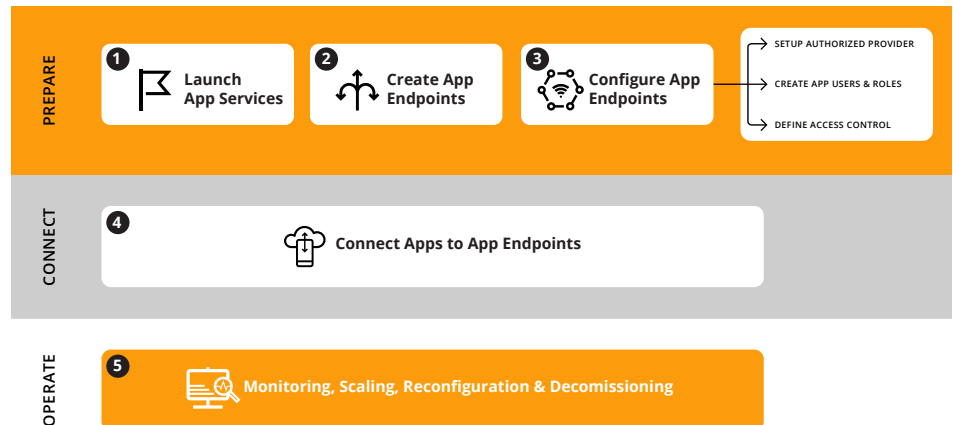 PREPARE
1
Launch
App Services
2
Create App
Endpoints
3
Configure App
Endpoints
SETUP AUTHORIZED PROVIDER
CREATE APP USERS & ROLES
DEFINE ACCESS CONTROL
CONNECT
4
Connect Apps to App Endpoints
OPERATE
5
Monitoring, Scaling, Reconfiguration & Decomissioning